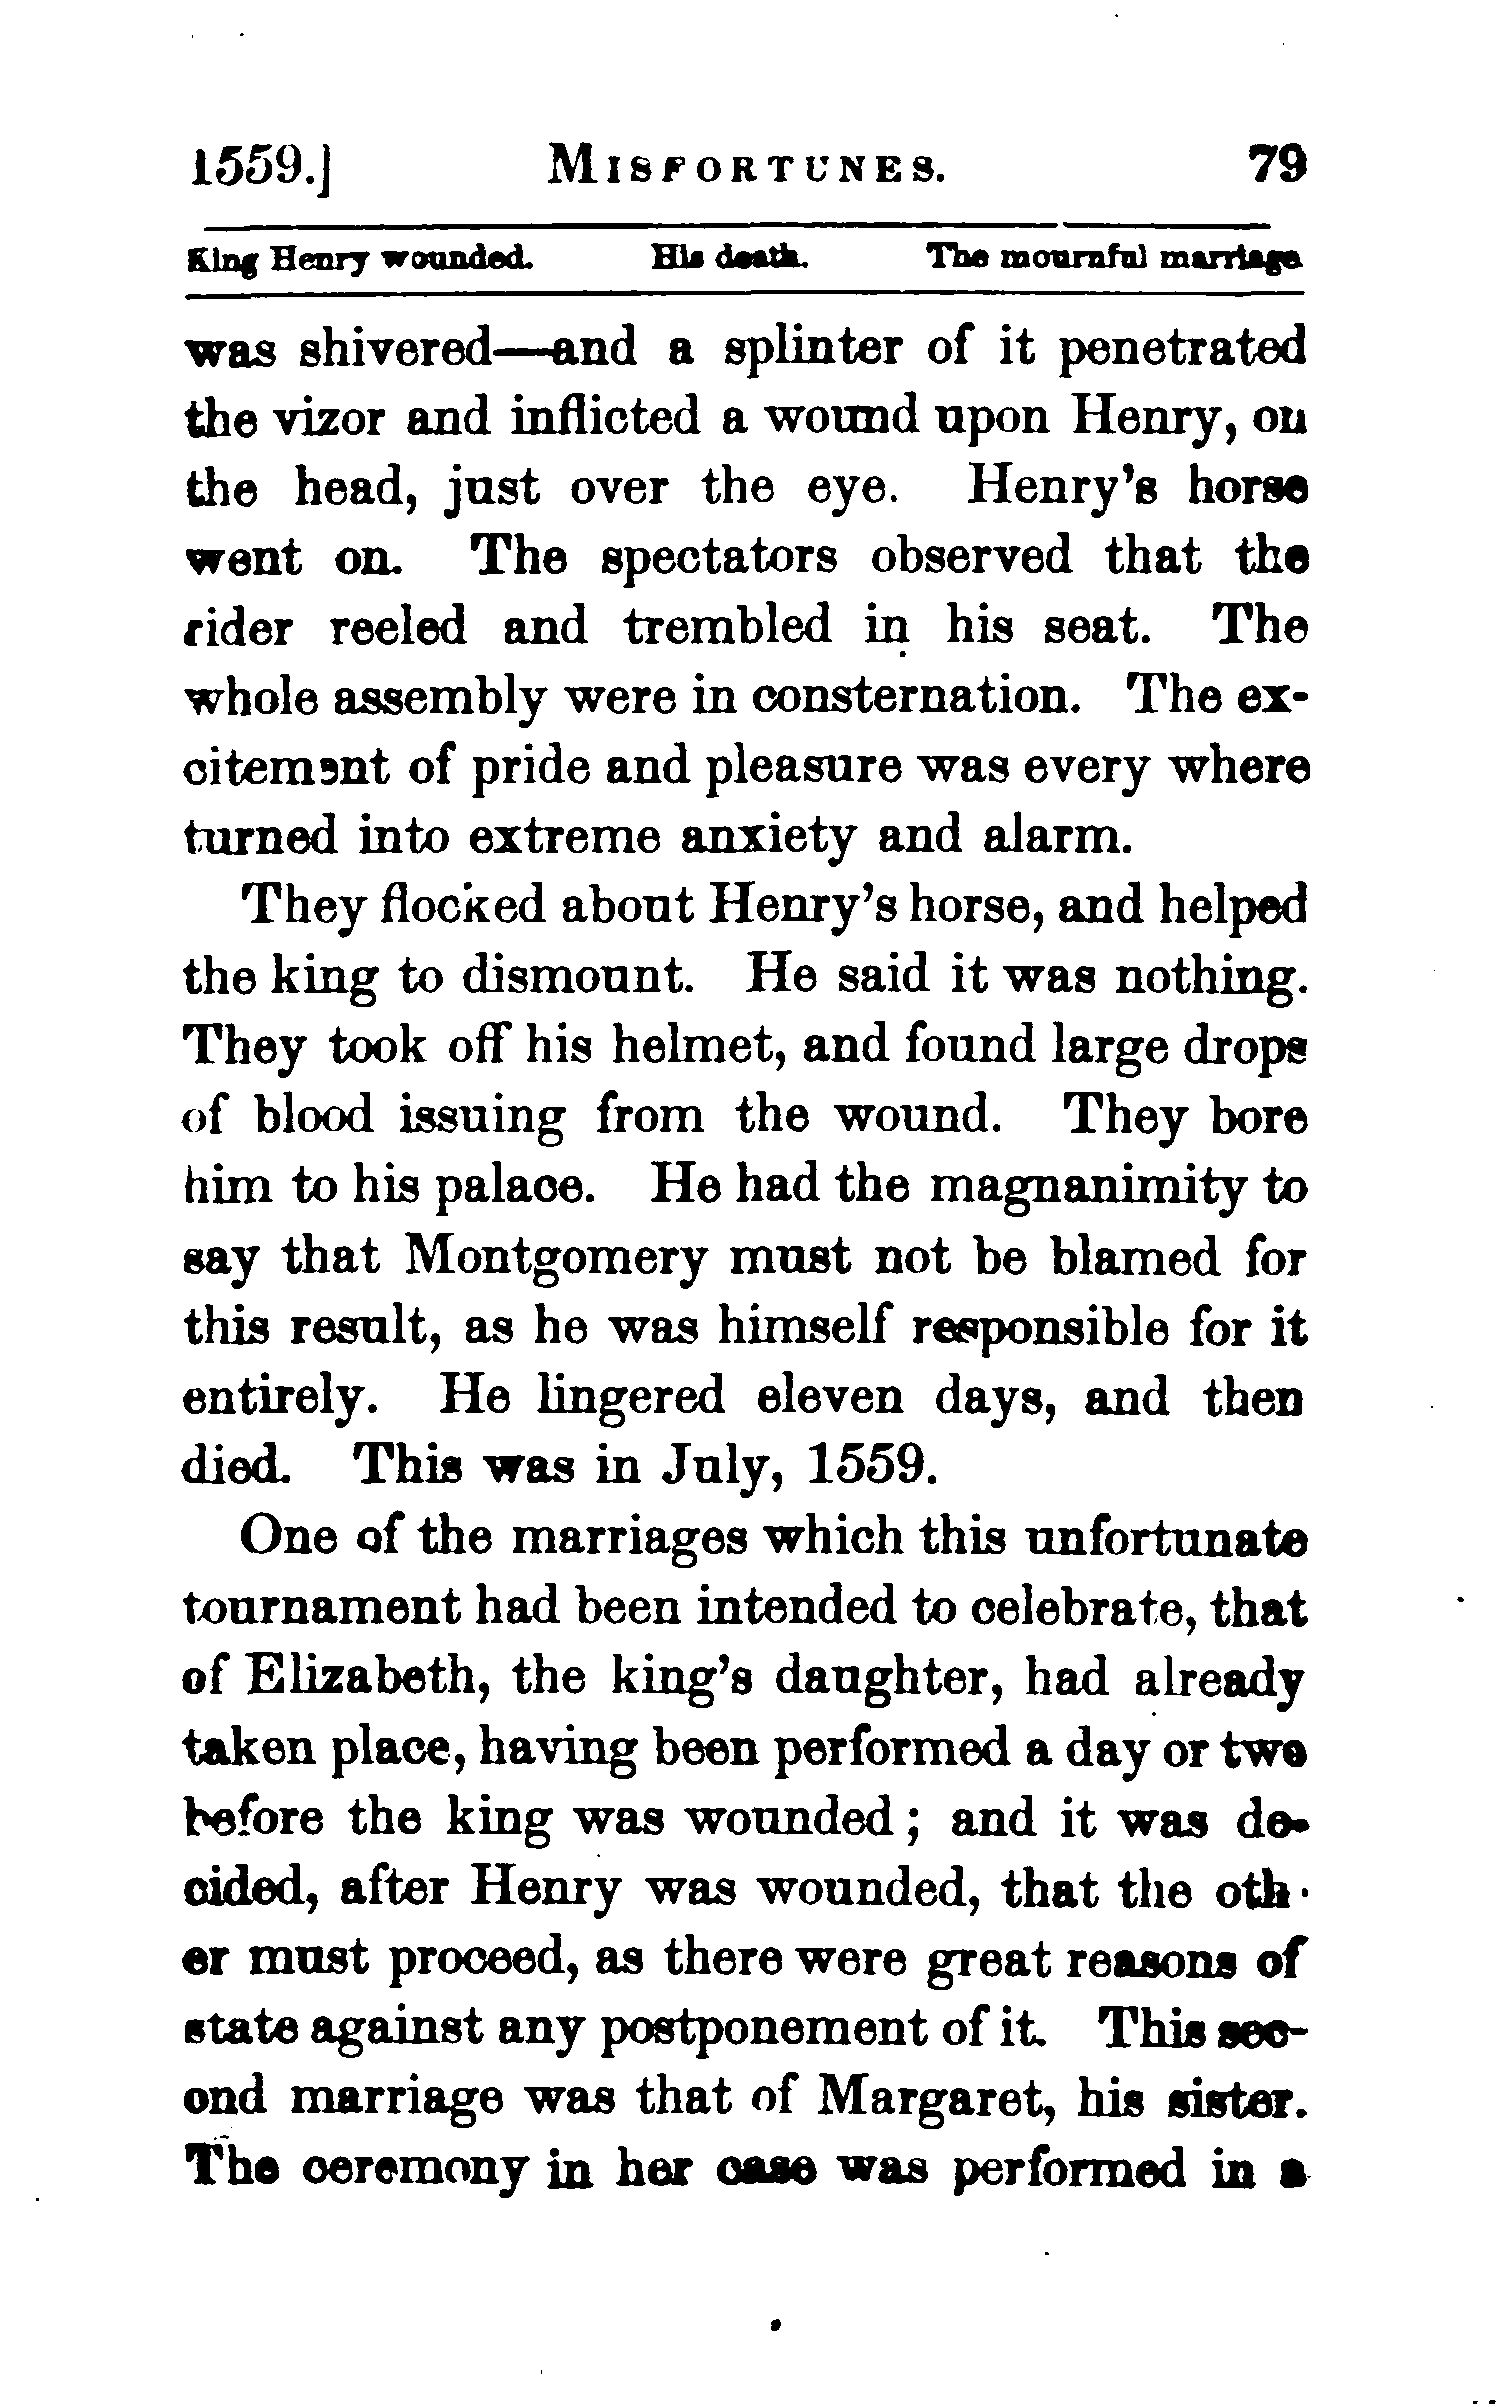 1559.] MISFORTUNES. 79
King Henry wounded. His death. The mournful marriage.
was shivered—and a splinter of it penetrated
the vizor and inflicted a wound upon Henry, on
the head, just over the eye. Henry's horse
went on. The spectators observed that the
rider reeled and trembled in his seat. The
whole assembly were in consternation. The ex-
citement of pride and pleasure was every where
turned into extreme anxiety and alarm.
They flocked about Henry's horse, and helped
the king to dismount. He said it was nothing.
They took off his helmet, and found large drops
of blood issuing from the wound. They bore
him to his palace. He had the magnanimity to
say that Montgomery must not be blamed for
this result, as he was himself responsible for it
entirely. He lingered eleven days, and then
died. This was in July, 1559.
One of the marriages which this unfortunate
tournament had been intended to celebrate, that
of Elizabeth, the king's daughter, had already
taken place, having been performed a day or two
before the king was wounded; and it was de-
cided, after Henry was wounded, that the oth-
er must proceed, as there were great reasons of
state against any postponement of it. This sec-
ond marriage was that of Margaret, his sister.
The ceremony in her case was performed in a